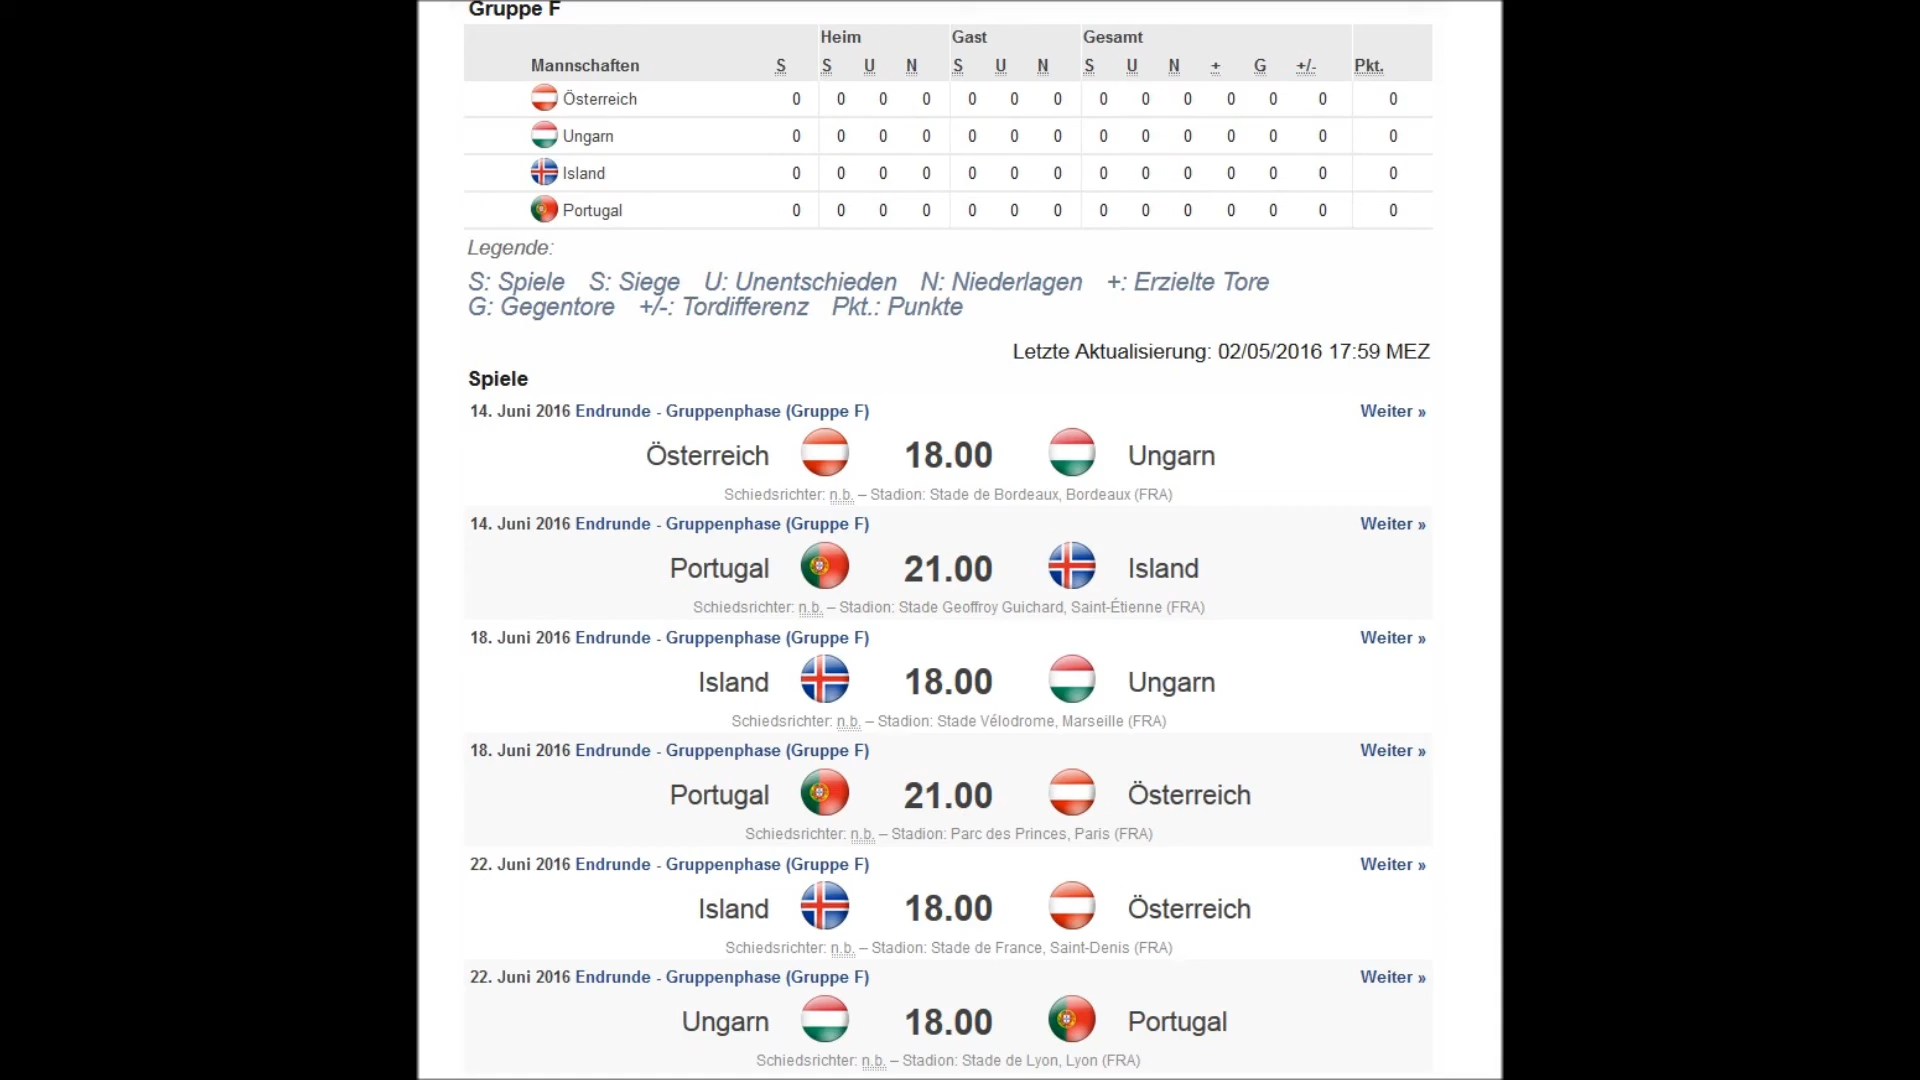 Gruppe F
Heim Gast Gesamt
Mannschaften S S U N S U N S U N + G +/- Pkt.
Österreich 0 0 0 0 0 0 0 0 0 0 0 0 0 0
Ungarn 0 0 0 0 0 0 0 0 0 0 0 0 0 0
Island 0 0 0 0 0 0 0 0 0 0 0 0 0 0
Portugal 0 0 0 0 0 0 0 0 0 0 0 0 0 0
Legende:
S: Spiele S: Siege U: Unentschieden N: Niederlagen +: Erzielte Tore
G: Gegentore +/-: Tordifferenz Pkt.: Punkte
Letzte Aktualisierung: 02/05/2016 17:59 MEZ
Spiele
14. Juni 2016 Endrunde - Gruppenphase (Gruppe F) Weiter »
Österreich 18.00 Ungarn
Schiedsrichter: n.b. – Stadion: Stade de Bordeaux, Bordeaux (FRA)
14. Juni 2016 Endrunde - Gruppenphase (Gruppe F) Weiter »
Portugal 21.00 Island
Schiedsrichter: n.b. – Stadion: Stade Geoffroy Guichard, Saint-Étienne (FRA)
18. Juni 2016 Endrunde - Gruppenphase (Gruppe F) Weiter »
Island 18.00 Ungarn
Schiedsrichter: n.b. – Stadion: Stade Vélodrome, Marseille (FRA)
18. Juni 2016 Endrunde - Gruppenphase (Gruppe F) Weiter »
Portugal 21.00 Österreich
Schiedsrichter: n.b. – Stadion: Parc des Princes, Paris (FRA)
22. Juni 2016 Endrunde - Gruppenphase (Gruppe F) Weiter »
Island 18.00 Österreich
Schiedsrichter: n.b. – Stadion: Stade de France, Saint-Denis (FRA)
22. Juni 2016 Endrunde - Gruppenphase (Gruppe F) Weiter »
Ungarn 18.00 Portugal
Schiedsrichter: n.b. – Stadion: Stade de Lyon, Lyon (FRA)